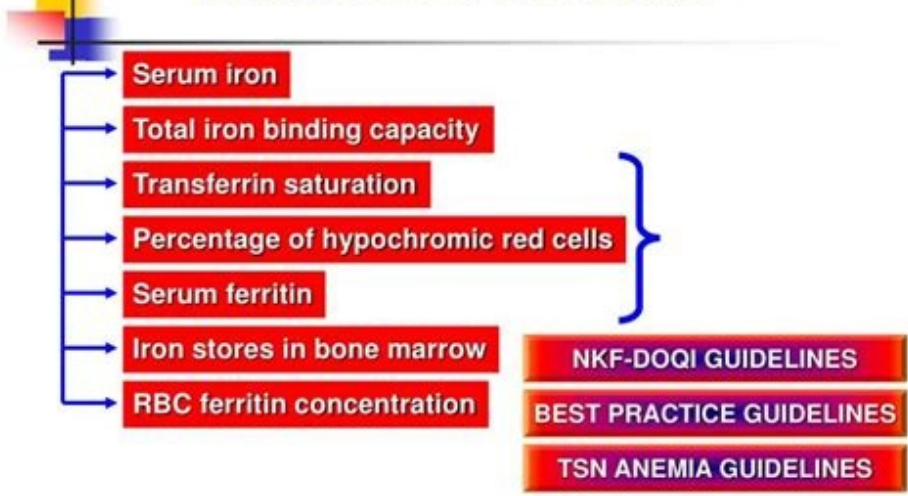 Serum iron
Total iron binding capacity
Transferrin saturation
Percentage of hypochromic red cells
Serum ferritin
Iron stores in bone marrow
RBC ferritin concentration
NKF-DOQI GUIDELINES
BEST PRACTICE GUIDELINES
TSN ANEMIA GUIDELINES